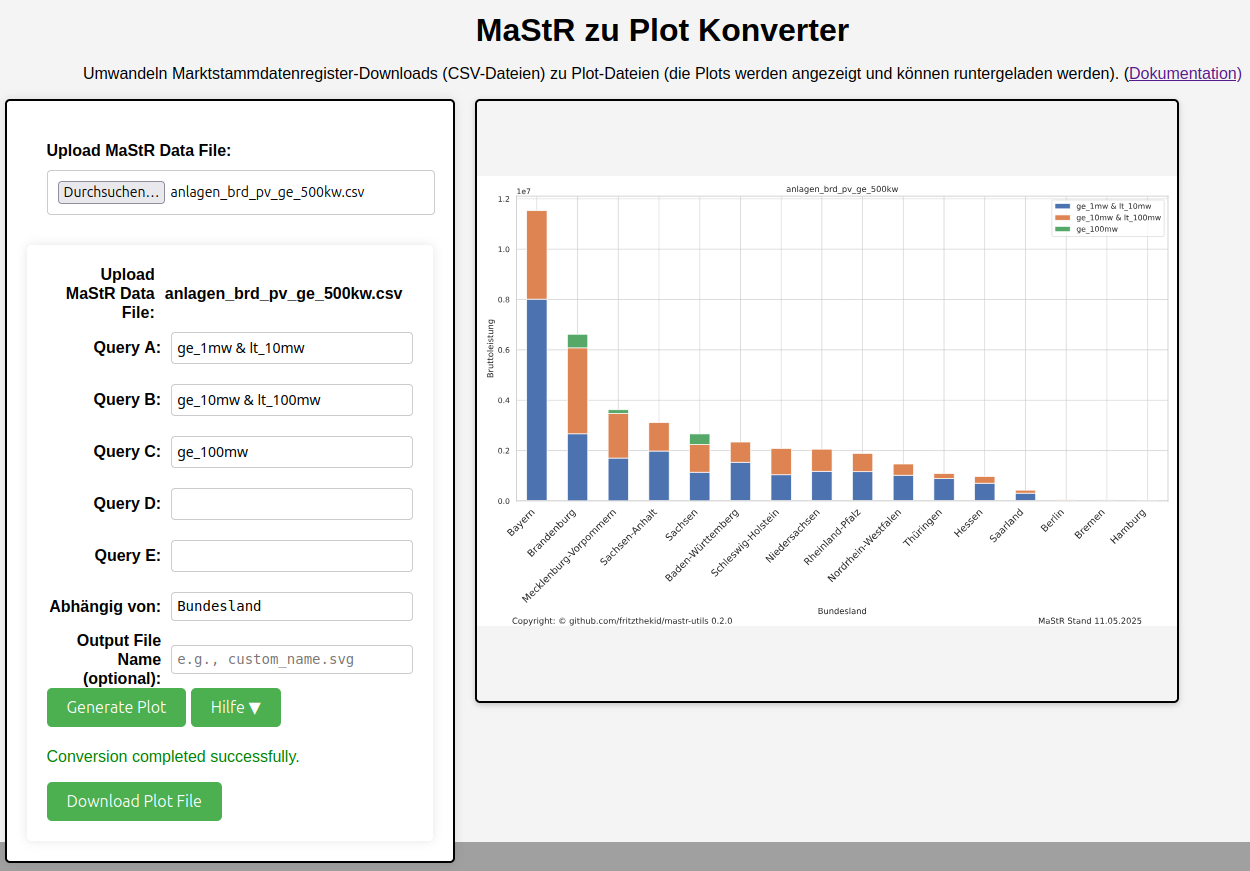 MaStR zu Plot Konverter
Umwandeln Marktstammdatenregister-Downloads (CSV-Dateien) zu Plot-Dateien (die Plots werden angezeigt und können runtergeladen werden). (Dokumentation)
Upload MaStR Data File:
Durchsuchen... anlagen_brd_pv_ge_500kw.csv
Upload
MaStR Data anlagen_brd_pv_ge_500kw.csv
File:
Query A: ge_1mw & lt_10mw
Query B: ge_10mw & lt_100mw
Query C: ge_100mw
Query D:
Query E:
Abhängig von: Bundesland
Output File
Name e.g., custom_name.svg
(optional):
Generate Plot Hilfe ▼
Conversion completed successfully.
Download Plot File
1e7 anlagen_brd_pv_ge_500kw
ge_1mw & lt_10mw
ge_10mw & lt_100mw
ge_100mw
1.2
1.0
0.8
0.6
0.4
0.2
0.0
Bruttoleistung
Bayern
Brandenburg
Mecklenburg-Vorpommern
Sachsen-Anhalt
Sachsen
Baden-Württemberg
Schleswig-Holstein
Niedersachsen
Rheinland-Pfalz
Nordrhein-Westfalen
Thüringen
Hessen
Saarland
Berlin
Bremen
Hamburg
Bundesland
Copyright: © github.com/fritzthekid/mastr-utils 0.2.0 MaStR Stand 11.05.2025